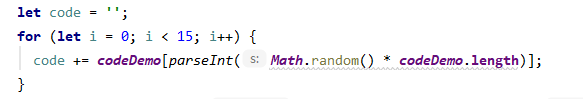 let code = '';
for (let i = 0; i < 15; i++) {
code += codeDemo[parseInt( s: Math.random() * codeDemo.length)];
}